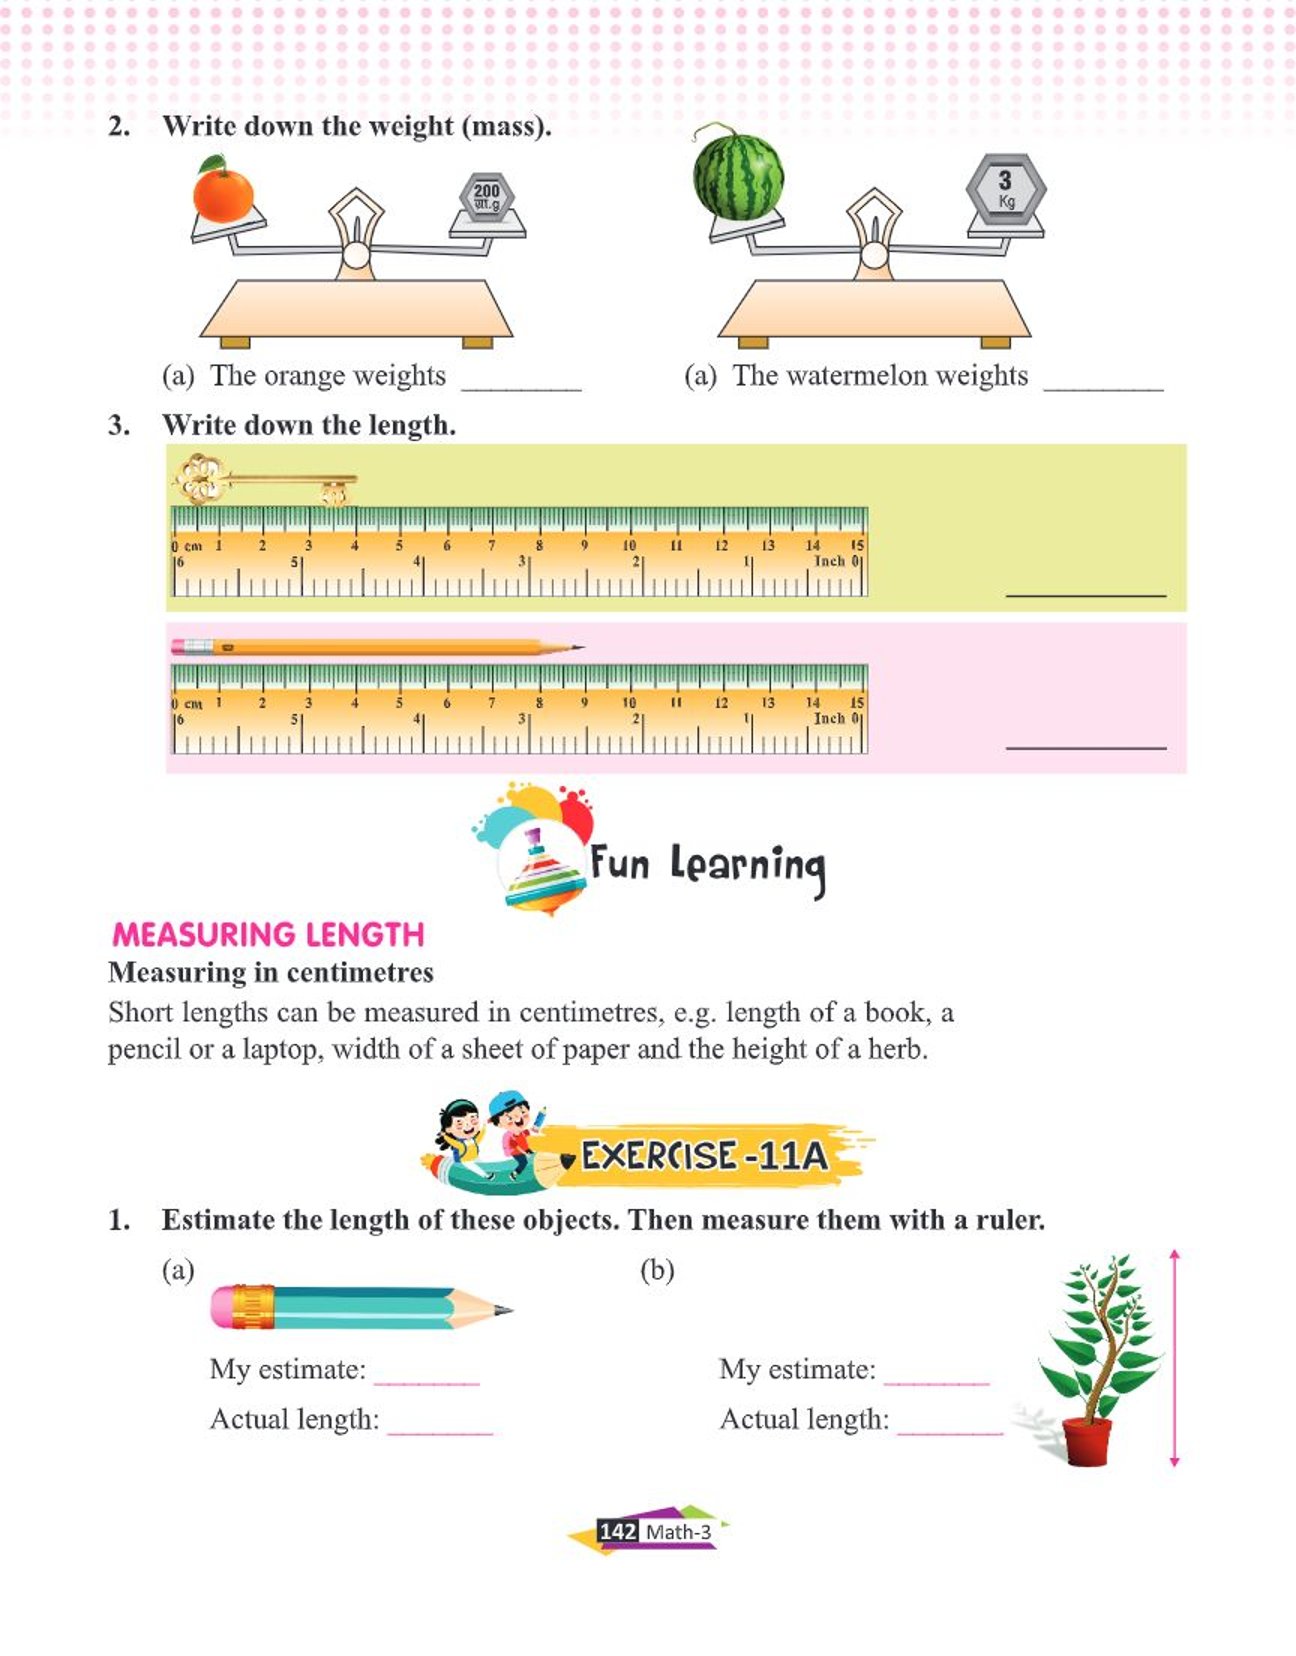 2. Write down the weight (mass).
200
ग्रा.g
3
Kg
(a) The orange weights ________
(a) The watermelon weights ________
3. Write down the length.
0 cm 1 2 3 4 5 6 7 8 9 10 11 12 13 14 15
6 5 4 3 2 1 Inch 0
___________
0 cm 1 2 3 4 5 6 7 8 9 10 11 12 13 14 15
6 5 4 3 2 1 Inch 0
___________
Fun Learning
MEASURING LENGTH
Measuring in centimetres
Short lengths can be measured in centimetres, e.g. length of a book, a
pencil or a laptop, width of a sheet of paper and the height of a herb.
EXERCISE -11A
1. Estimate the length of these objects. Then measure them with a ruler.
(a)
(b)
My estimate: _______
My estimate: _______
Actual length: _______
Actual length: _______
142 Math-3